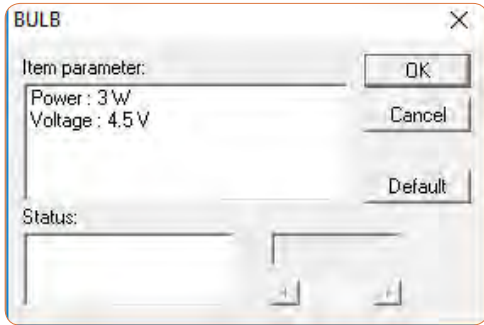 BULB
Item parameter:
OK
Power : 3 W
Voltage : 4.5 V
Cancel
Default
Status: